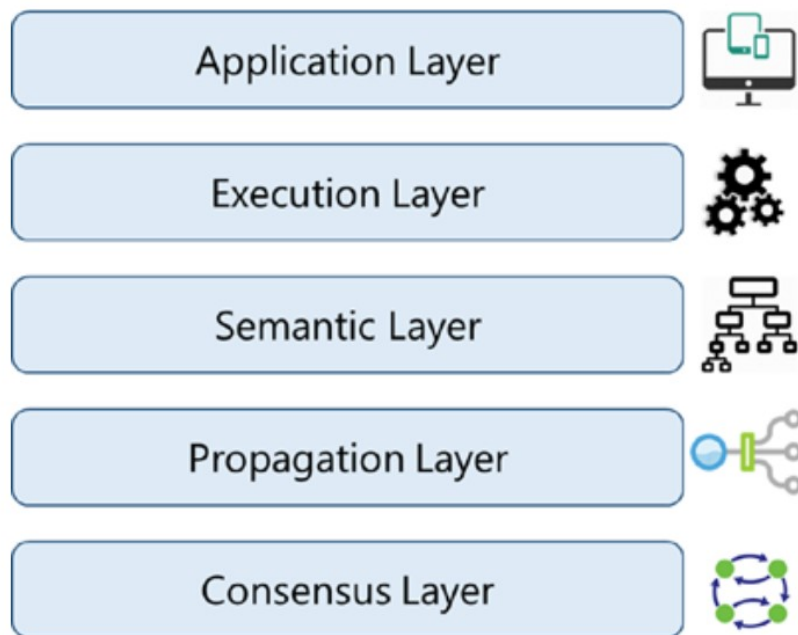 Application Layer
Execution Layer
Semantic Layer
Propagation Layer
Consensus Layer